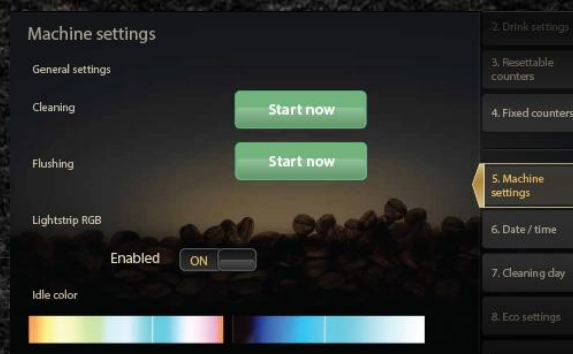 Machine settings
General settings
Cleaning
Start now
Flushing
Start now
Lightstrip RGB
Enabled
ON
Idle color
2. Drink settings
3. Resettable
counters
4. Fixed counters
5. Machine
settings
6. Date / time
7. Cleaning day
8. Eco settings